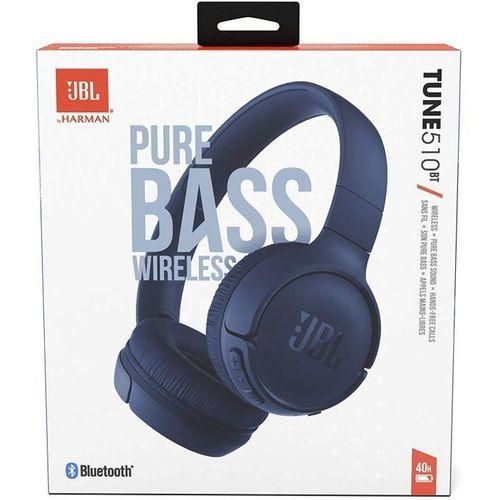 JBL
by HARMAN
PURE
BASS
WIRELESS
JBL
TUNE510BT
WIRELESS × PURE BASS SOUND × HANDS-FREE CALLS
SANS FIL × SON PURE BASS × APPELS MAINS-LIBRES
Bluetooth®
40H